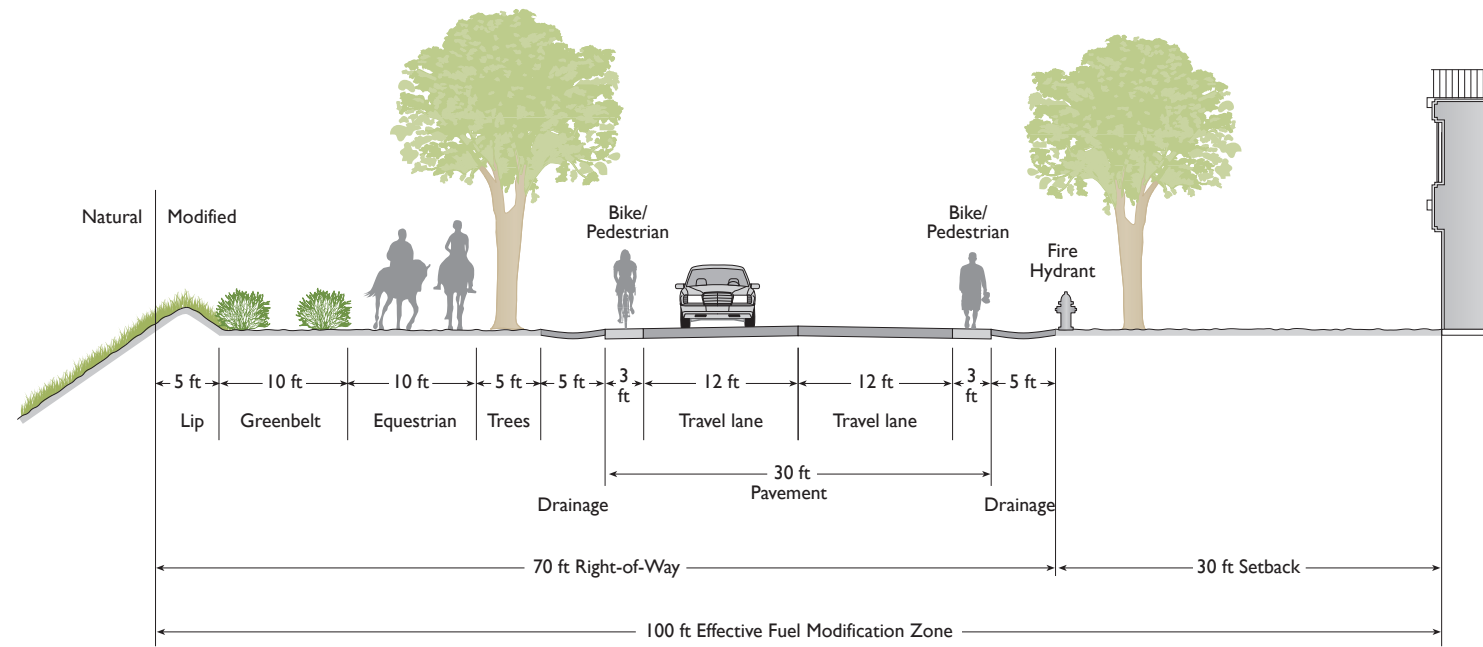 Natural
Modified
Bike/
Pedestrian
Bike/
Pedestrian
Fire
Hydrant
5 ft
10 ft
10 ft
5 ft
5 ft
3
ft
12 ft
12 ft
3
ft
5 ft
Lip
Greenbelt
Equestrian
Trees
Travel lane
Travel lane
30 ft
Pavement
Drainage
Drainage
70 ft Right-of-Way
30 ft Setback
100 ft Effective Fuel Modification Zone